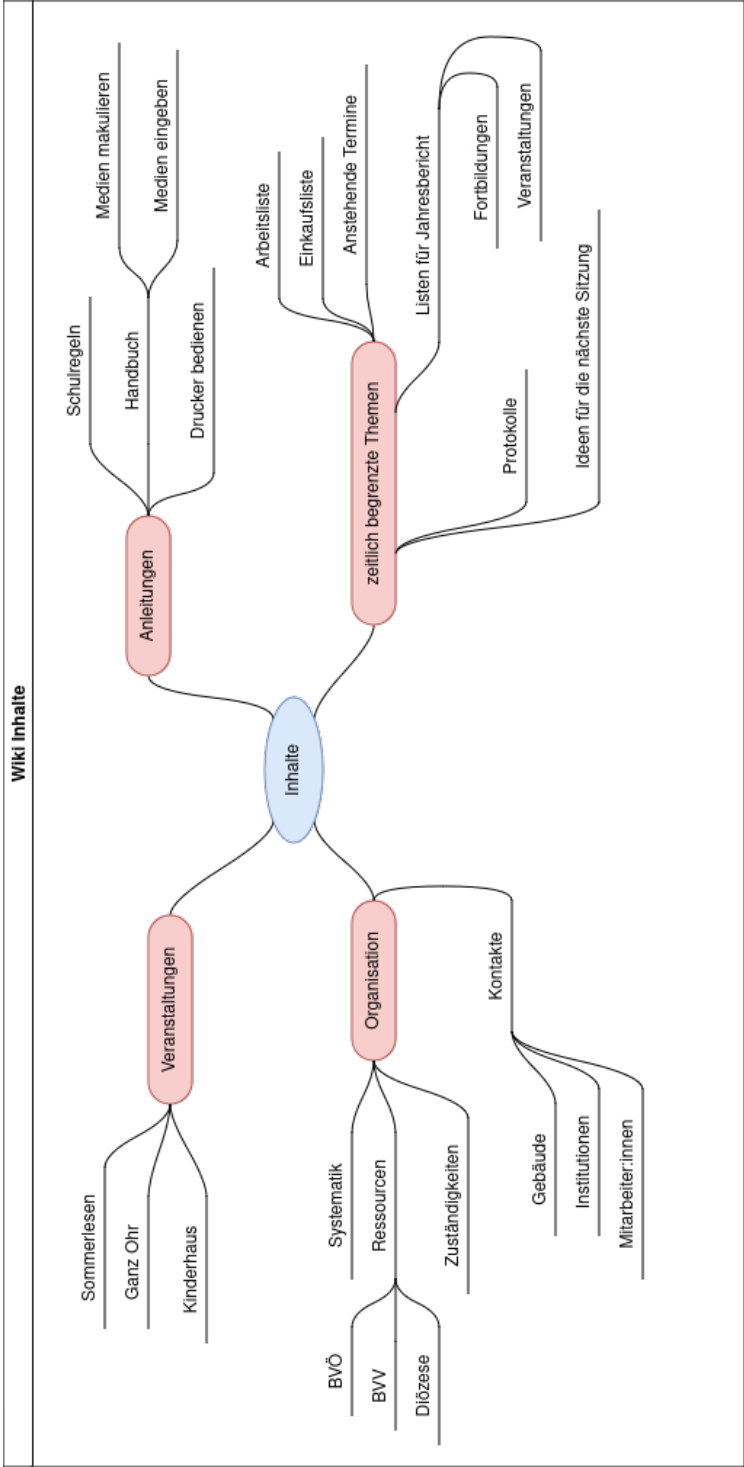 Wiki Inhalte
Inhalte
Veranstaltungen
Sommerlesen
Ganz Ohr
Kinderhaus
Anleitungen
Schulregeln
Handbuch
Medien makulieren
Medien eingeben
Drucker bedienen
Organisation
Systematik
Ressourcen
BVÖ
BVV
Diözese
Zuständigkeiten
Kontakte
Gebäude
Institutionen
Mitarbeiter:innen
zeitlich begrenzte Themen
Arbeitsliste
Einkaufsliste
Anstehende Termine
Listen für Jahresbericht
Fortbildungen
Veranstaltungen
Protokolle
Ideen für die nächste Sitzung